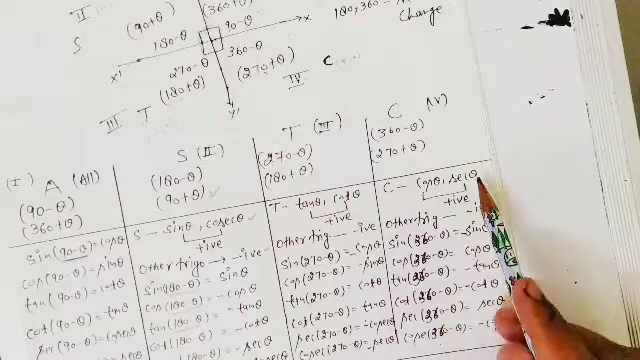 II
(90+θ)
(360+θ)
S
90-θ
x
180,360 -
Change
180-θ
x'
360-θ
270-θ
(270+θ)
C
III T (180+θ)
IV
y'
(I) A (All)
(90-θ)
(360+θ)
sin(90-θ)=cosθ
cos(90-θ)=sinθ
tan(90-θ)=cotθ
cot(90-θ)=tanθ
sec(90-θ)=cosecθ
S (II)
(180-θ)
(90+θ)
S - sinθ, cosecθ
+ive
Other trigo → -ive
sin(180-θ)= sinθ
cos(180-θ)= -cosθ
tan(180-θ)= -tanθ
cot(180-θ)= -cotθ
sec(180-θ)= -secθ
T (III)
(270-θ)
(180+θ)
T- tanθ, cotθ
+ive
Other trig - -ive
sin(270-θ)=-cosθ
cos(270-θ)= -sinθ
tan(270-θ)= cotθ
cot(270-θ)= tanθ
sec(270-θ)=-cosecθ
cosec(270-θ)=-secθ
C (IV)
(360-θ)
(270+θ)
C - Cosθ, secθ
+ive
Other trig -
sin(360-θ)= -sin
cos(360-θ)= cosθ
tan(360-θ)= -tan
cot(360-θ)=-cotθ
sec(360-θ)= secθ
cosec(360-θ)=